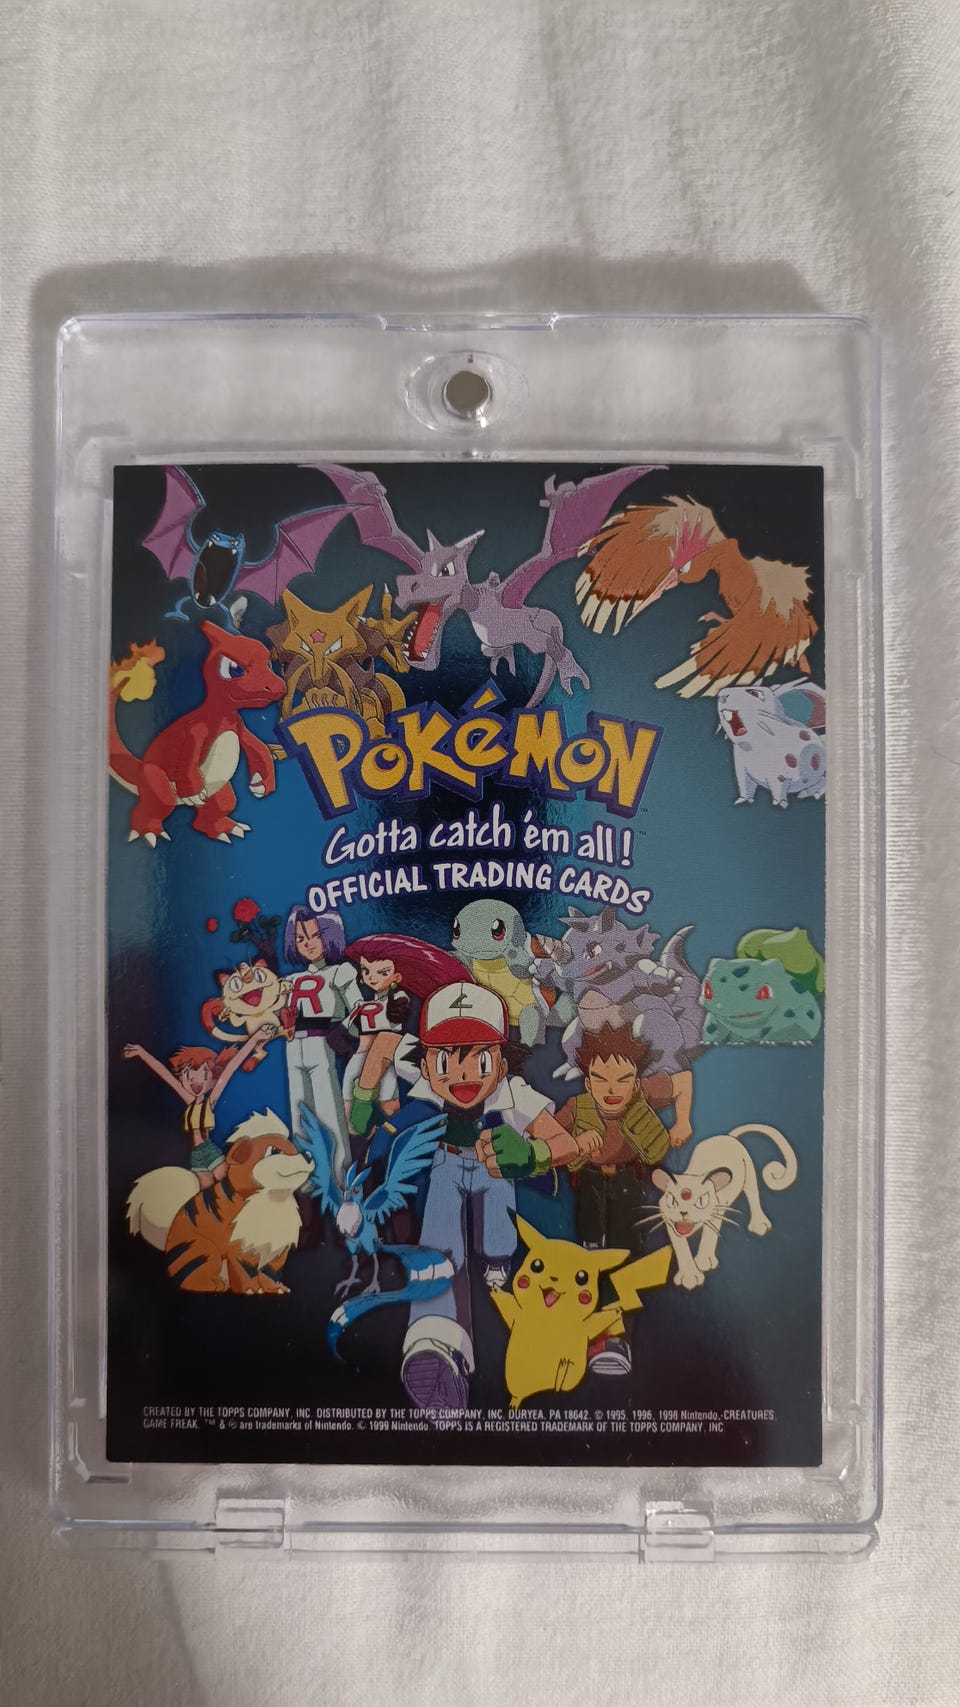 POKéMON
Gotta catch 'em all!™
OFFICIAL TRADING CARDS
R
R
CREATED BY THE TOPPS COMPANY, INC. DISTRIBUTED BY THE TOPPS COMPANY, INC. DURYEA, PA 18642. © 1995, 1996, 1998 Nintendo, CREATURES,
GAME FREAK. ™ & ® are trademarks of Nintendo. © 1999 Nintendo. TOPPS IS A REGISTERED TRADEMARK OF THE TOPPS COMPANY, INC.